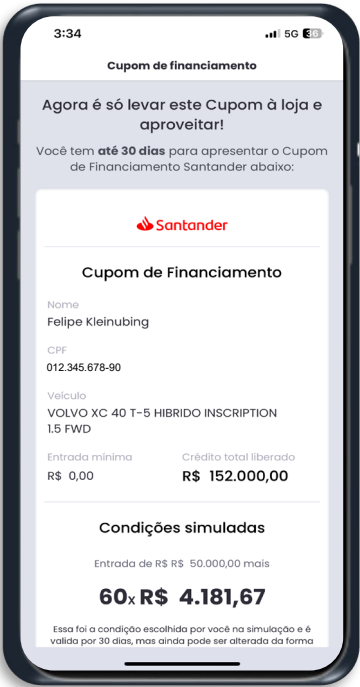 3:34
5G 36
Cupom de financiamento
Agora é só levar este Cupom à loja e
aproveitar!
Você tem até 30 dias para apresentar o Cupom
de Financiamento Santander abaixo:
Santander
Cupom de Financiamento
Nome
Felipe Kleinubing
CPF
012.345.678-90
Veículo
VOLVO XC 40 T-5 HIBRIDO INSCRIPTION
1.5 FWD
Entrada mínima Crédito total liberado
R$ 0,00 R$ 152.000,00
Condições simuladas
Entrada de R$ R$ 50.000,00 mais
60x R$ 4.181,67
Essa foi a condição escolhida por você na simulação e é
valida por 30 dias, mas ainda pode ser alterada da forma